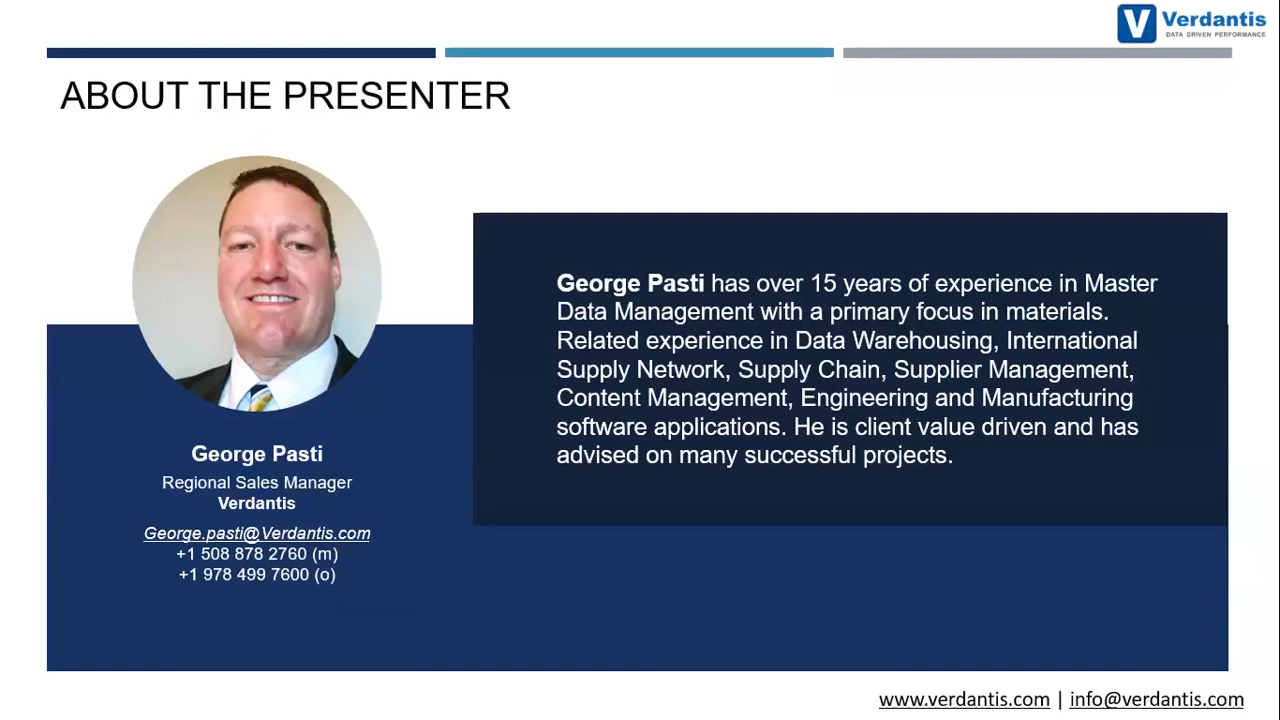 Verdantis
DATA DRIVEN PERFORMANCE
ABOUT THE PRESENTER
George Pasti
Regional Sales Manager
Verdantis
George.pasti@Verdantis.com
+1 508 878 2760 (m)
+1 978 499 7600 (o)
George Pasti has over 15 years of experience in Master
Data Management with a primary focus in materials.
Related experience in Data Warehousing, International
Supply Network, Supply Chain, Supplier Management,
Content Management, Engineering and Manufacturing
software applications. He is client value driven and has
advised on many successful projects.
www.verdantis.com | info@verdantis.com